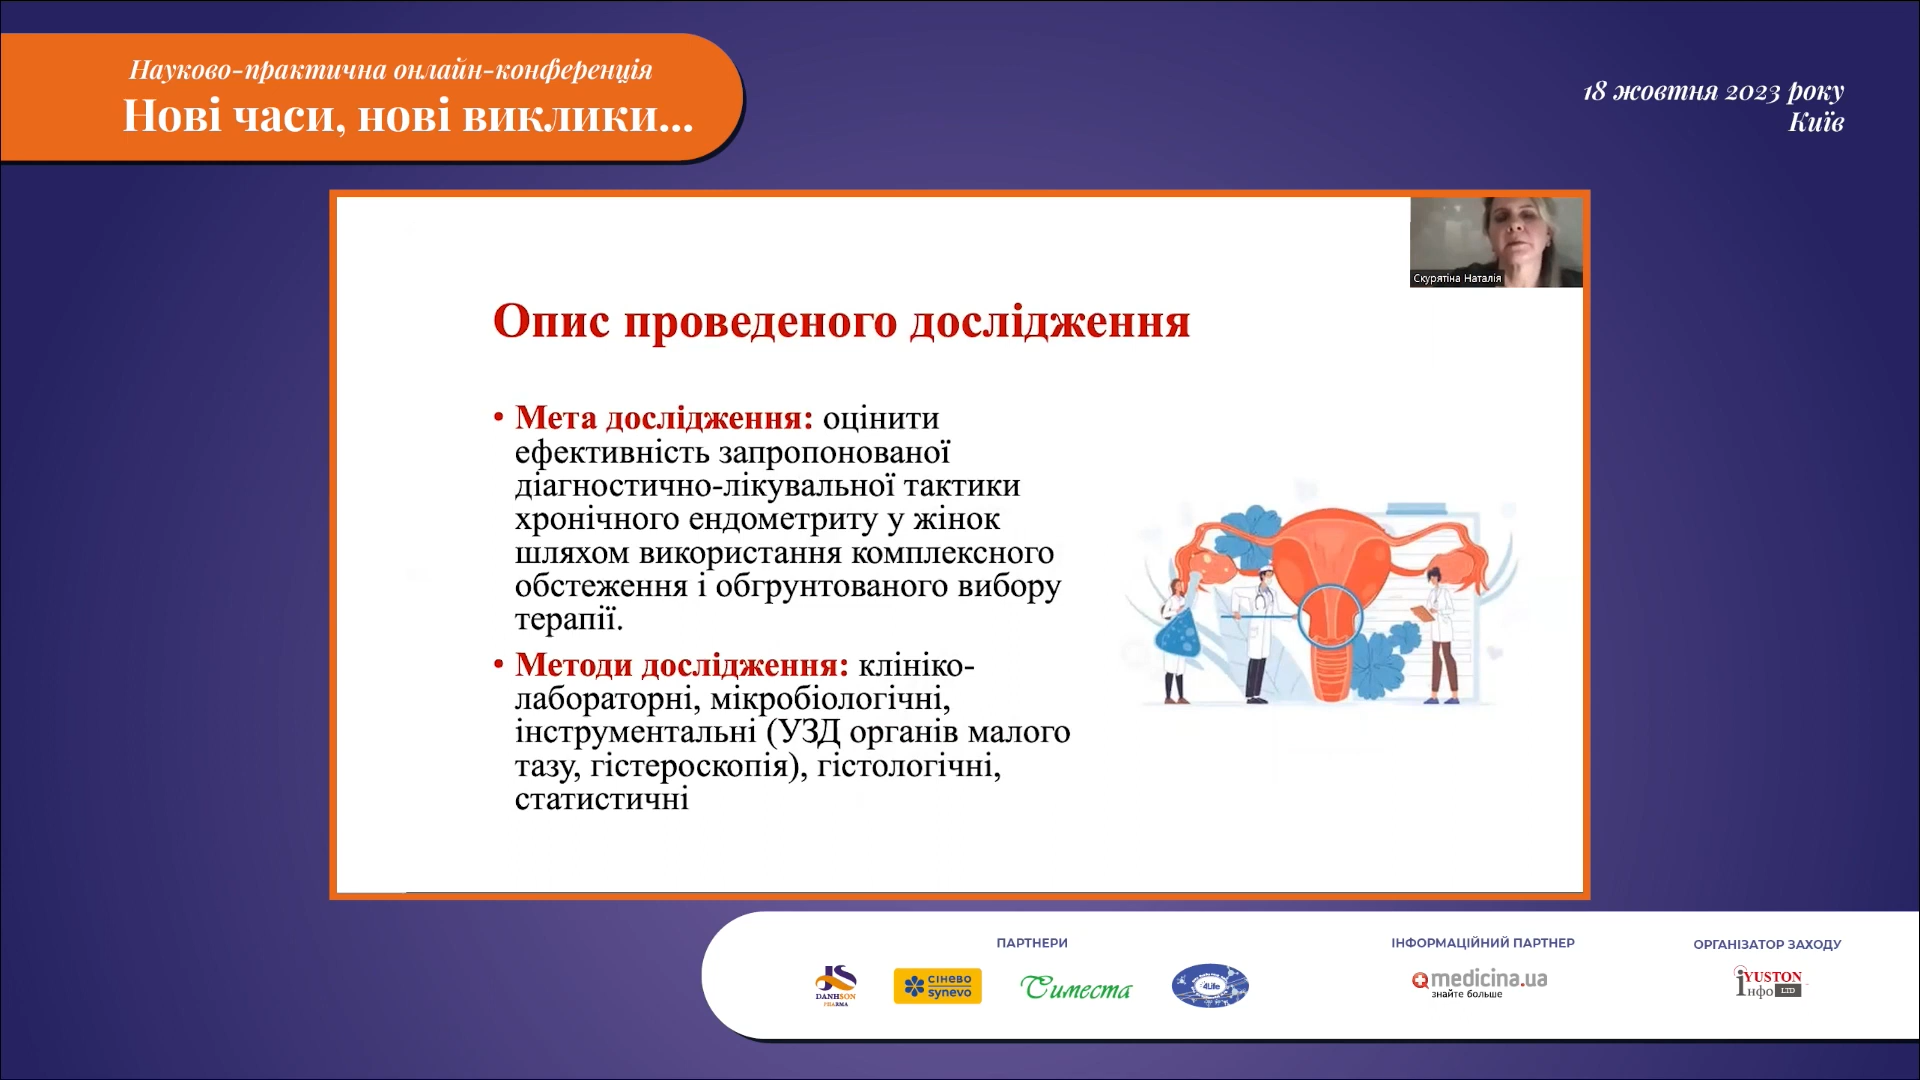 Науково-практична онлайн-конференція
Нові часи, нові виклики...
18 жовтня 2023 року
Київ
Скурятіна Наталія
Опис проведеного дослідження
• Мета дослідження: оцінити
ефективність запропонованої
діагностично-лікувальної тактики
хронічного ендометриту у жінок
шляхом використання комплексного
обстеження і обгрунтованого вибору
терапії.
• Методи дослідження: клініко-
лабораторні, мікробіологічні,
інструментальні (УЗД органів малого
тазу, гістероскопія), гістологічні,
статистичні
ПАРТНЕРИ
DANHSON
PHARMA
сінево
synevo
Симеста
4Life
ІНФОРМАЦІЙНИЙ ПАРТНЕР
medicina.ua
знайте больше
ОРГАНІЗАТОР ЗАХОДУ
YUSTON
інфо LTD